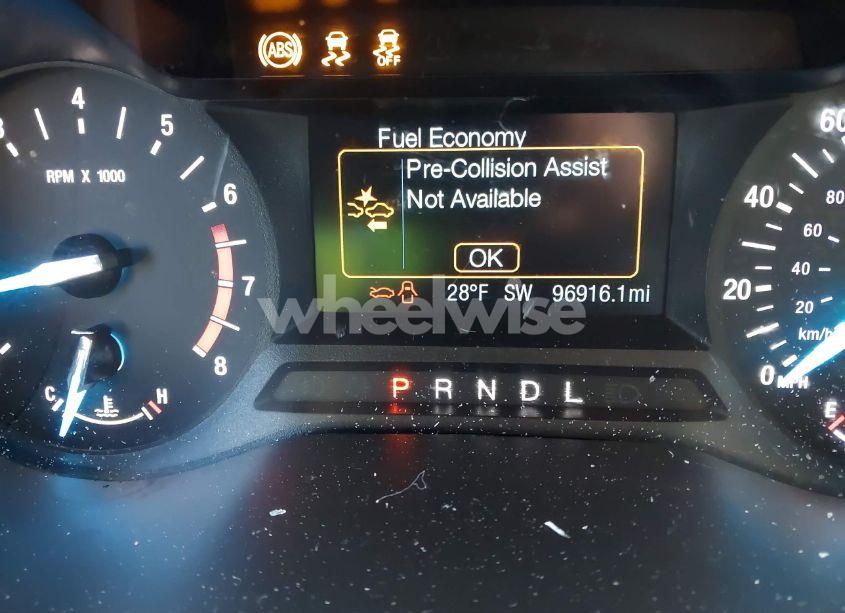 ABS
OFF
3 4 5 6 7 8
RPM X 1000
C H
Fuel Economy
Pre-Collision Assist
Not Available
OK
28°F SW 96916.1mi
wheelwise
P R N D L
60
80
40
60
40
20
20
km/h
0 MPH
E